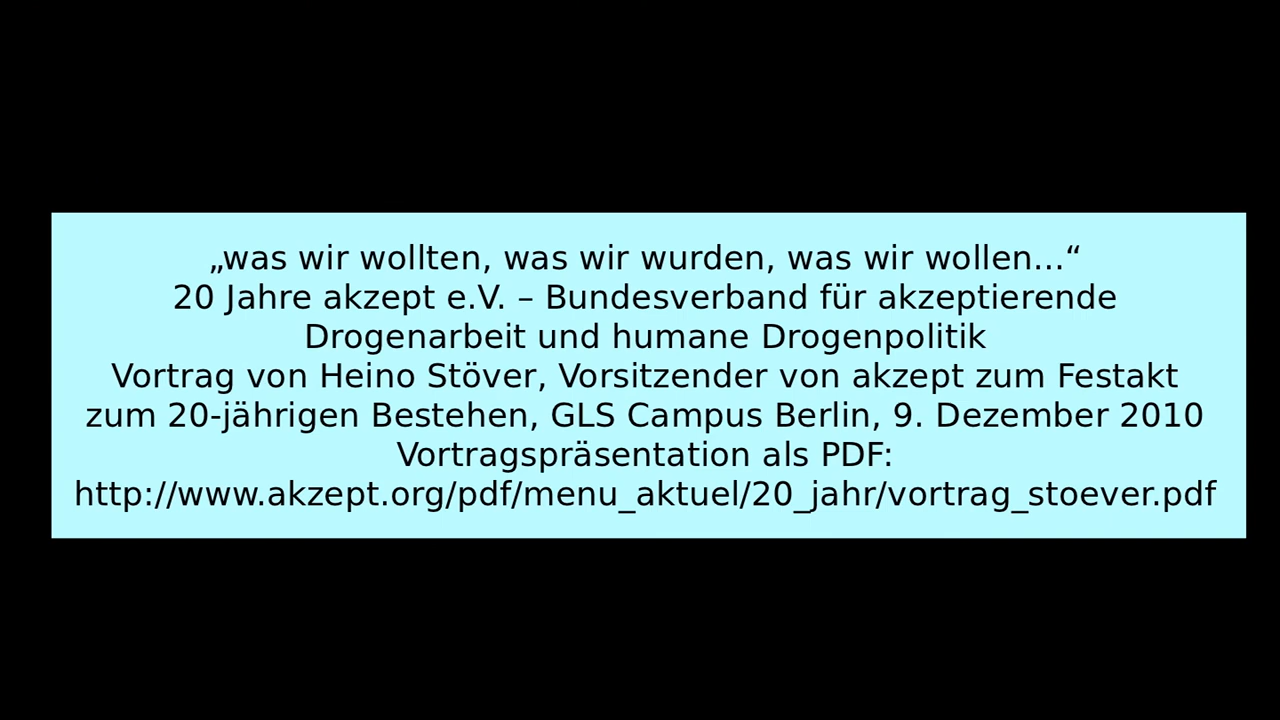 „was wir wollten, was wir wurden, was wir wollen...“
20 Jahre akzept e.V. – Bundesverband für akzeptierende
Drogenarbeit und humane Drogenpolitik
Vortrag von Heino Stöver, Vorsitzender von akzept zum Festakt
zum 20-jährigen Bestehen, GLS Campus Berlin, 9. Dezember 2010
Vortragspräsentation als PDF:
http://www.akzept.org/pdf/menu_aktuel/20_jahr/vortrag_stoever.pdf